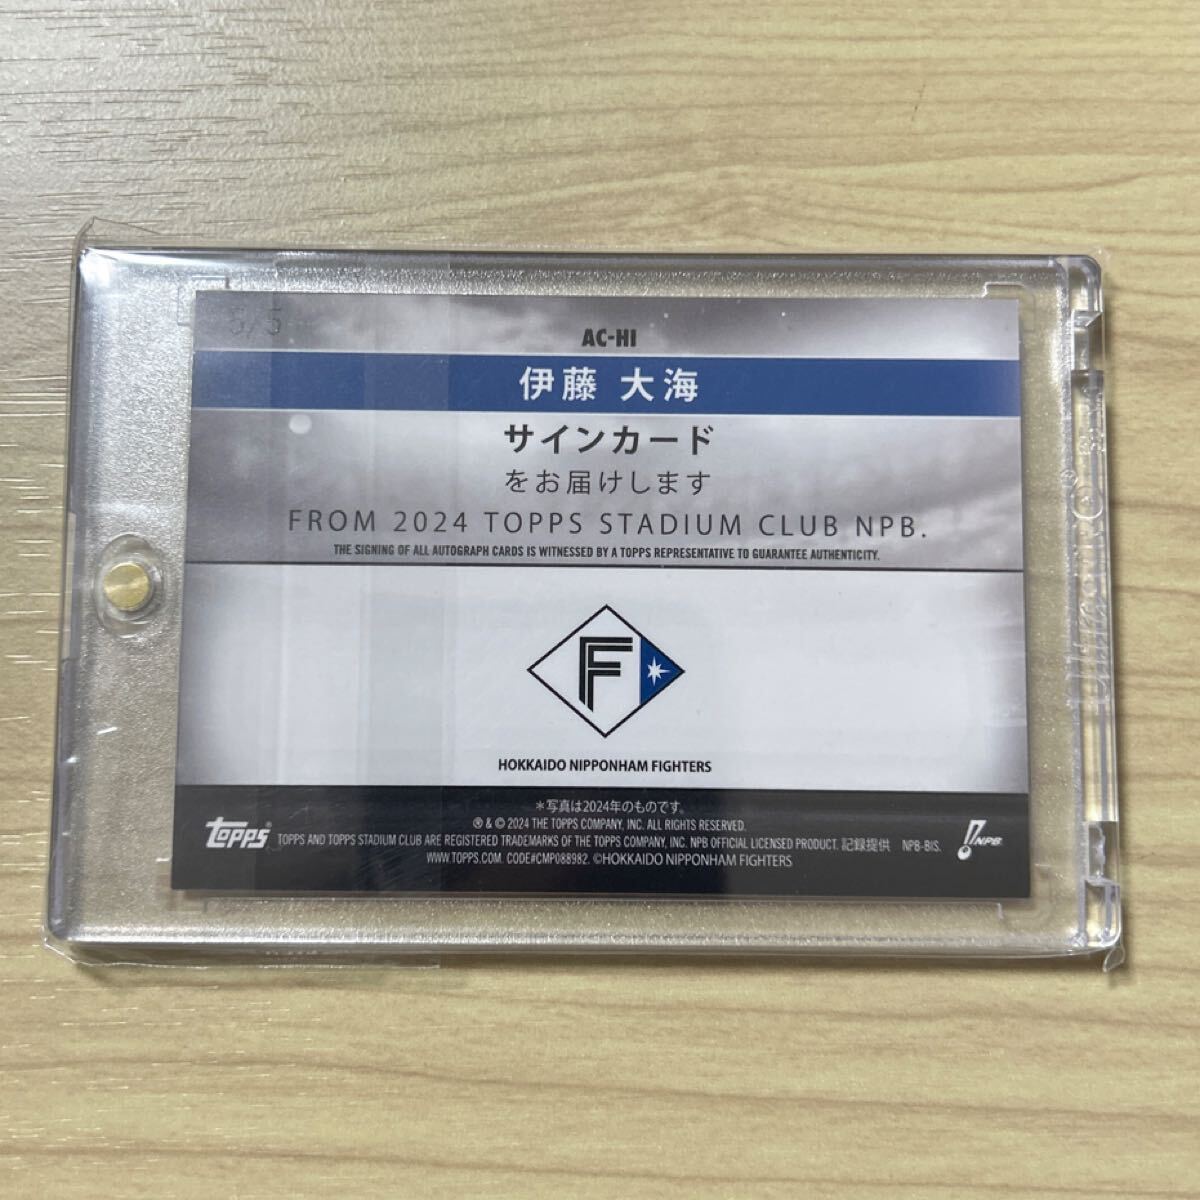 5/5
AC-HI
伊藤 大海
サインカード
をお届けします
FROM 2024 TOPPS STADIUM CLUB NPB.
THE SIGNING OF ALL AUTOGRAPH CARDS IS WITNESSED BY A TOPPS REPRESENTATIVE TO GUARANTEE AUTHENTICITY.
F
HOKKAIDO NIPPONHAM FIGHTERS
*写真は2024年のものです。
® & © 2024 THE TOPPS COMPANY, INC. ALL RIGHTS RESERVED.
TOPPS AND TOPPS STADIUM CLUB ARE REGISTERED TRADEMARKS OF THE TOPPS COMPANY, INC. NPB OFFICIAL LICENSED PRODUCT. 記録提供 NPB-BIS.
WWW.TOPPS.COM. CODE#CMP088982. ©HOKKAIDO NIPPONHAM FIGHTERS
Topps®
NPB